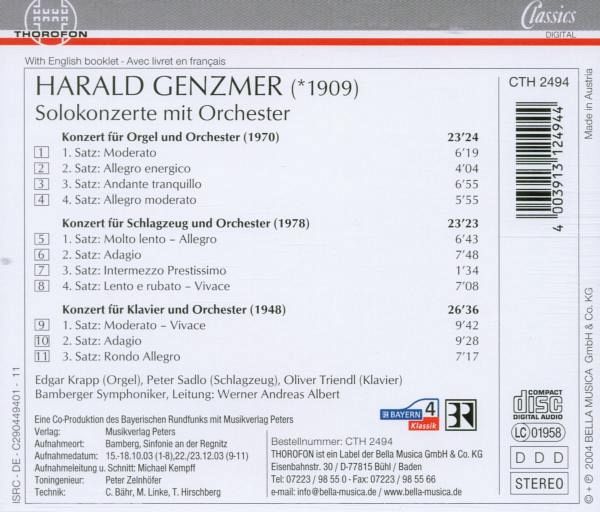 THOROFON
Classics
DIGITAL
With English booklet - Avec livret en français
HARALD GENZMER (*1909)
Solokonzerte mit Orchester
CTH 2494
Made in Austria
Konzert für Orgel und Orchester (1970) 23'24
1 1. Satz: Moderato 6'19
2 2. Satz: Allegro energico 4'04
3 3. Satz: Andante tranquillo 6'55
4 4. Satz: Allegro moderato 5'55
Konzert für Schlagzeug und Orchester (1978) 23'23
5 1. Satz: Molto lento – Allegro 6'43
6 2. Satz: Adagio 7'48
7 3. Satz: Intermezzo Prestissimo 1'34
8 4. Satz: Lento e rubato – Vivace 7'08
Konzert für Klavier und Orchester (1948) 26'36
9 1. Satz: Moderato – Vivace 9'42
10 2. Satz: Adagio 9'28
11 3. Satz: Rondo Allegro 7'17
4 003913 124944
Edgar Krapp (Orgel), Peter Sadlo (Schlagzeug), Oliver Triendl (Klavier)
Bamberger Symphoniker, Leitung: Werner Andreas Albert
Eine Co-Produktion des Bayerischen Rundfunks mit Musikverlag Peters
Verlag: Musikverlag Peters
Aufnahmeort: Bamberg, Sinfonie an der Regnitz
Aufnahmedatum: 15.-18.10.03 (1-8),22./23.12.03 (9-11)
Aufnahmeleitung u. Schnitt: Michael Kempff
Toningenieur: Peter Zelnhöfer
Technik: C. Bähr, M. Linke, T. Hirschberg
BAYERN 4
Klassik
BR
Bestellnummer: CTH 2494
THOROFON ist ein Label der Bella Musica GmbH & Co. KG
Eisenbahnstr. 30 / D-77815 Bühl / Baden
Tel: 07223 / 98 55 0 - Fax: 07223 / 98 55 66
e-mail: info@bella-musica.de / www.bella-musica.de
COMPACT
disc
DIGITAL AUDIO
LC 01958
D D D
STEREO
© + ℗ 2004 BELLA MUSICA GmbH & Co. KG
ISRC - DE - C290449401 - 11